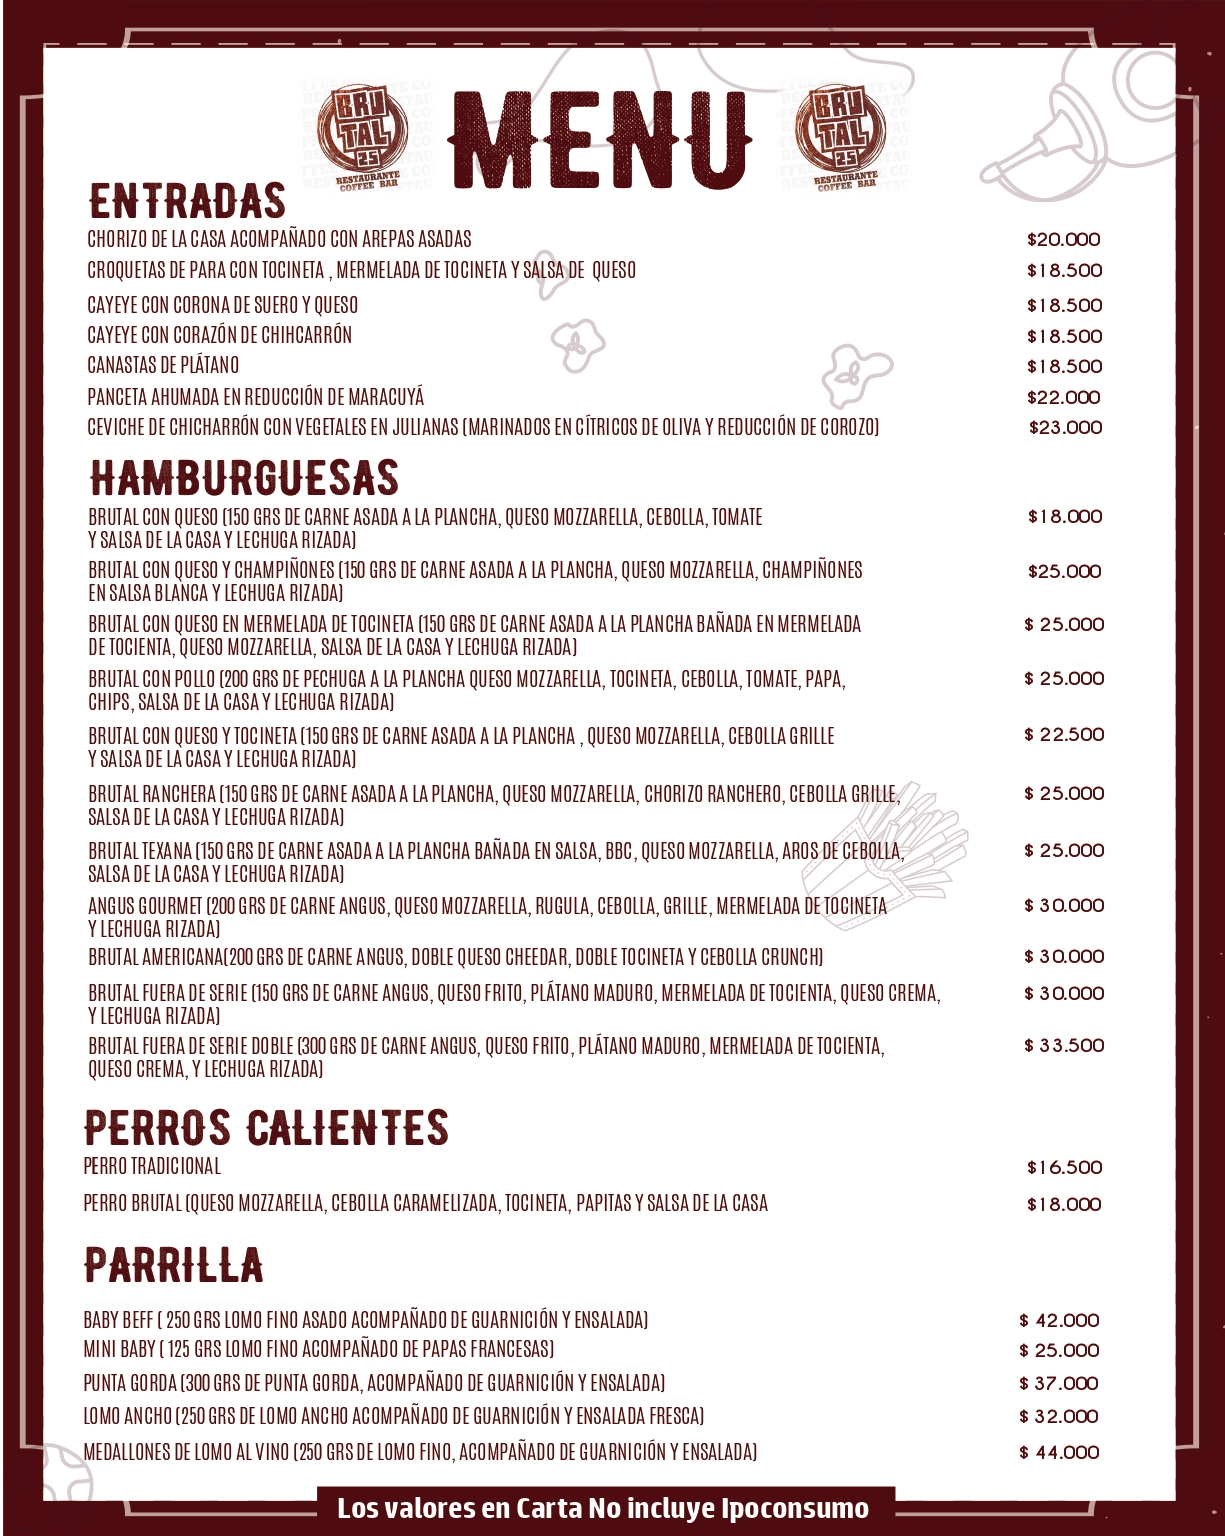 BRUTAL 25 RESTAURANTE COFFEE BAR
MENU
BRUTAL 25 RESTAURANTE COFFEE BAR
ENTRADAS
CHORIZO DE LA CASA ACOMPAÑADO CON AREPAS ASADAS $20.000
CROQUETAS DE PARA CON TOCINETA , MERMELADA DE TOCINETA Y SALSA DE QUESO $18.500
CAYEYE CON CORONA DE SUERO Y QUESO $18.500
CAYEYE CON CORAZÓN DE CHIHCARRÓN $18.500
CANASTAS DE PLÁTANO $18.500
PANCETA AHUMADA EN REDUCCIÓN DE MARACUYÁ $22.000
CEVICHE DE CHICHARRÓN CON VEGETALES EN JULIANAS (MARINADOS EN CÍTRICOS DE OLIVA Y REDUCCIÓN DE COROZO) $23.000
HAMBURGUESAS
BRUTAL CON QUESO (150 GRS DE CARNE ASADA A LA PLANCHA, QUESO MOZZARELLA, CEBOLLA, TOMATE $18.000
Y SALSA DE LA CASA Y LECHUGA RIZADA)
BRUTAL CON QUESO Y CHAMPIÑONES (150 GRS DE CARNE ASADA A LA PLANCHA, QUESO MOZZARELLA, CHAMPIÑONES $25.000
EN SALSA BLANCA Y LECHUGA RIZADA)
BRUTAL CON QUESO EN MERMELADA DE TOCINETA (150 GRS DE CARNE ASADA A LA PLANCHA BAÑADA EN MERMELADA $ 25.000
DE TOCIENTA, QUESO MOZZARELLA, SALSA DE LA CASA Y LECHUGA RIZADA)
BRUTAL CON POLLO (200 GRS DE PECHUGA A LA PLANCHA QUESO MOZZARELLA, TOCINETA, CEBOLLA, TOMATE, PAPA, $ 25.000
CHIPS, SALSA DE LA CASA Y LECHUGA RIZADA)
BRUTAL CON QUESO Y TOCINETA (150 GRS DE CARNE ASADA A LA PLANCHA , QUESO MOZZARELLA, CEBOLLA GRILLE $ 22.500
Y SALSA DE LA CASA Y LECHUGA RIZADA)
BRUTAL RANCHERA (150 GRS DE CARNE ASADA A LA PLANCHA, QUESO MOZZARELLA, CHORIZO RANCHERO, CEBOLLA GRILLE, $ 25.000
SALSA DE LA CASA Y LECHUGA RIZADA)
BRUTAL TEXANA (150 GRS DE CARNE ASADA A LA PLANCHA BAÑADA EN SALSA, BBC, QUESO MOZZARELLA, AROS DE CEBOLLA, $ 25.000
SALSA DE LA CASA Y LECHUGA RIZADA)
ANGUS GOURMET (200 GRS DE CARNE ANGUS, QUESO MOZZARELLA, RUGULA, CEBOLLA, GRILLE, MERMELADA DE TOCINETA $ 30.000
Y LECHUGA RIZADA)
BRUTAL AMERICANA(200 GRS DE CARNE ANGUS, DOBLE QUESO CHEEDAR, DOBLE TOCINETA Y CEBOLLA CRUNCH) $ 30.000
BRUTAL FUERA DE SERIE (150 GRS DE CARNE ANGUS, QUESO FRITO, PLÁTANO MADURO, MERMELADA DE TOCIENTA, QUESO CREMA, $ 30.000
Y LECHUGA RIZADA)
BRUTAL FUERA DE SERIE DOBLE (300 GRS DE CARNE ANGUS, QUESO FRITO, PLÁTANO MADURO, MERMELADA DE TOCIENTA, $ 33.500
QUESO CREMA, Y LECHUGA RIZADA)
PERROS CALIENTES
PERRO TRADICIONAL $16.500
PERRO BRUTAL (QUESO MOZZARELLA, CEBOLLA CARAMELIZADA, TOCINETA, PAPITAS Y SALSA DE LA CASA $18.000
PARRILLA
BABY BEFF ( 250 GRS LOMO FINO ASADO ACOMPAÑADO DE GUARNICIÓN Y ENSALADA) $ 42.000
MINI BABY ( 125 GRS LOMO FINO ACOMPAÑADO DE PAPAS FRANCESAS) $ 25.000
PUNTA GORDA (300 GRS DE PUNTA GORDA, ACOMPAÑADO DE GUARNICIÓN Y ENSALADA) $ 37.000
LOMO ANCHO (250 GRS DE LOMO ANCHO ACOMPAÑADO DE GUARNICIÓN Y ENSALADA FRESCA) $ 32.000
MEDALLONES DE LOMO AL VINO (250 GRS DE LOMO FINO, ACOMPAÑADO DE GUARNICIÓN Y ENSALADA) $ 44.000
Los valores en Carta No incluye Ipoconsumo